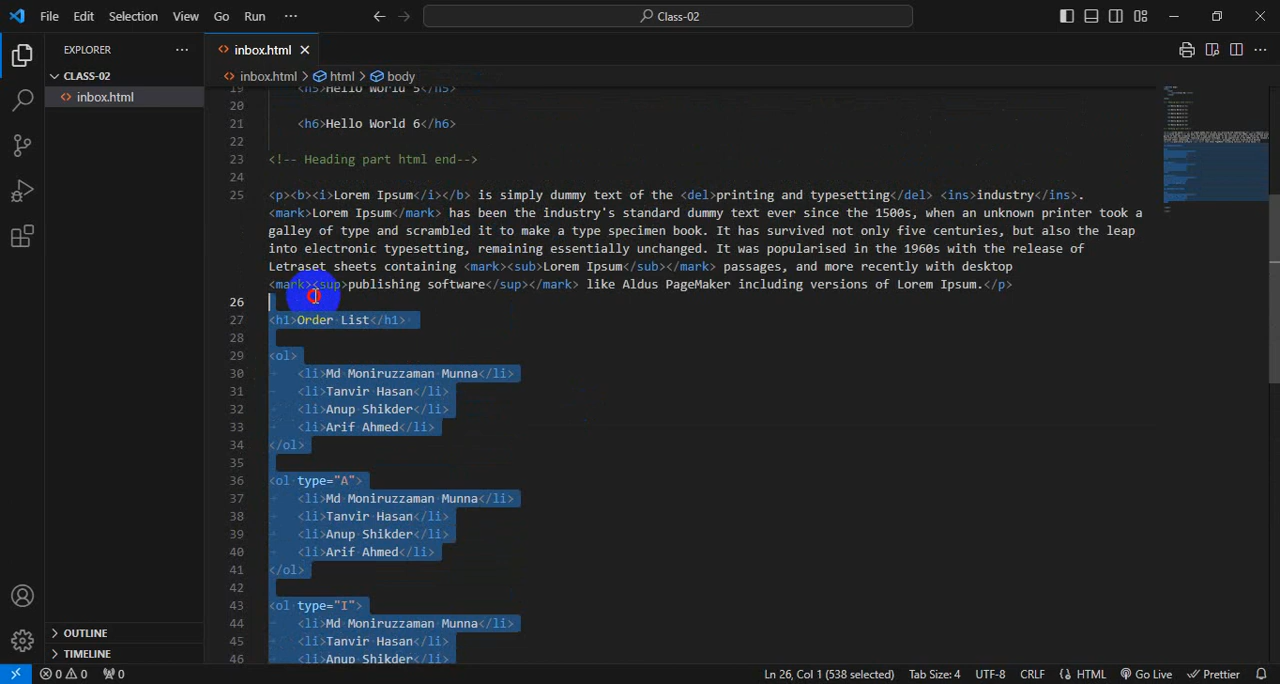 File Edit Selection View Go Run ··· Class-02
EXPLORER ···
inbox.html
CLASS-02
inbox.html
inbox.html > html > body
19 <h5>Hello World 5</h5>
20
21 <h6>Hello World 6</h6>
22
23 <!-- Heading part html end-->
24
25 <p><b><i>Lorem Ipsum</i></b> is simply dummy text of the <del>printing and typesetting</del> <ins>industry</ins>.
<mark>Lorem Ipsum</mark> has been the industry's standard dummy text ever since the 1500s, when an unknown printer took a
galley of type and scrambled it to make a type specimen book. It has survived not only five centuries, but also the leap
into electronic typesetting, remaining essentially unchanged. It was popularised in the 1960s with the release of
Letraset sheets containing <mark><sub>Lorem Ipsum</sub></mark> passages, and more recently with desktop
<mark><sup>publishing software</sup></mark> like Aldus PageMaker including versions of Lorem Ipsum.</p>
26
27 <h1>Order List</h1>
28
29 <ol>
30 <li>Md Moniruzzaman Munna</li>
31 <li>Tanvir Hasan</li>
32 <li>Anup Shikder</li>
33 <li>Arif Ahmed</li>
34 </ol>
35
36 <ol type="A">
37 <li>Md Moniruzzaman Munna</li>
38 <li>Tanvir Hasan</li>
39 <li>Anup Shikder</li>
40 <li>Arif Ahmed</li>
41 </ol>
42
43 <ol type="I">
44 <li>Md Moniruzzaman Munna</li>
45 <li>Tanvir Hasan</li>
46 <li>Anup Shikder</li>
OUTLINE
TIMELINE
0 0 0 Ln 26, Col 1 (538 selected) Tab Size: 4 UTF-8 CRLF HTML Go Live Prettier